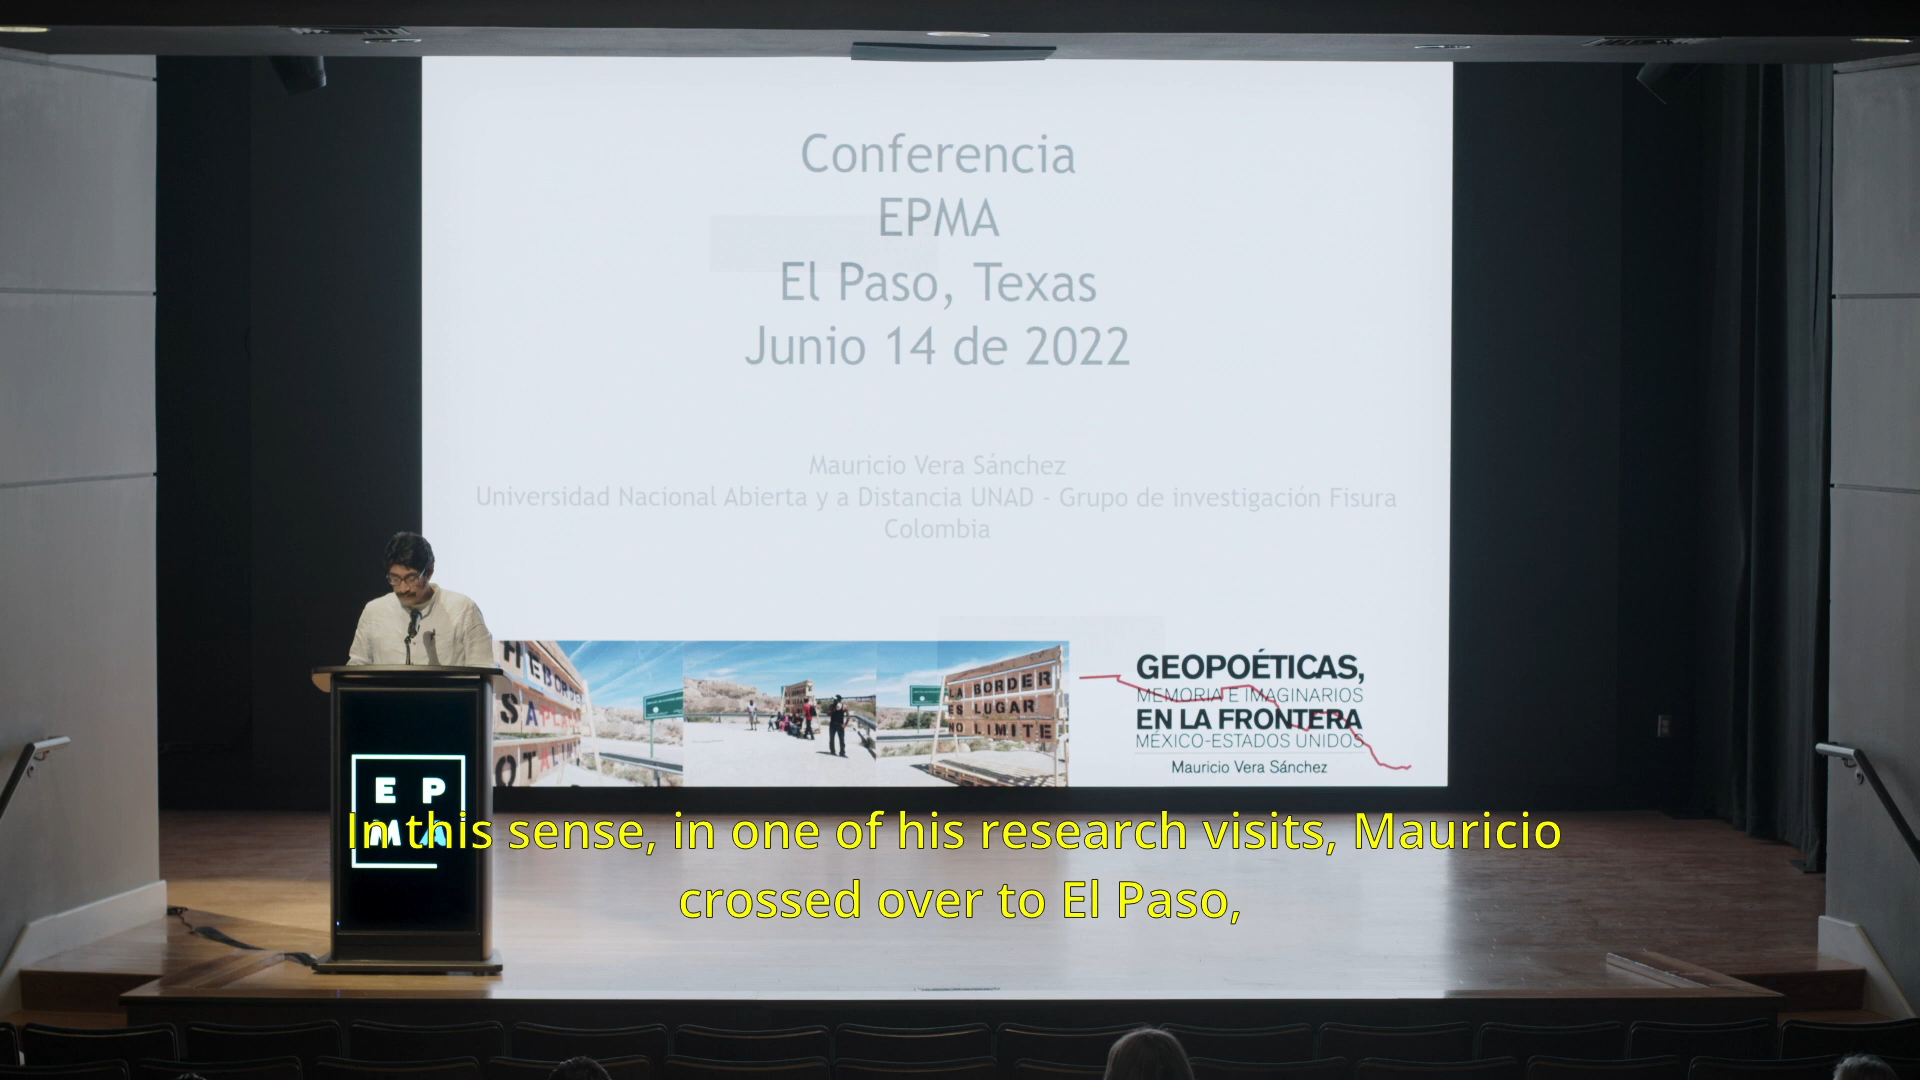 Conferencia
EPMA
El Paso, Texas
Junio 14 de 2022
Mauricio Vera Sánchez
Universidad Nacional Abierta y a Distancia UNAD - Grupo de investigación Fisura
Colombia
LA BORDER
ES LUGAR
NO LIMITE
GEOPOÉTICAS,
MEMORIA E IMAGINARIOS
EN LA FRONTERA
MÉXICO-ESTADOS UNIDOS
Mauricio Vera Sánchez
E P
M A
In this sense, in one of his research visits, Mauricio
crossed over to El Paso,